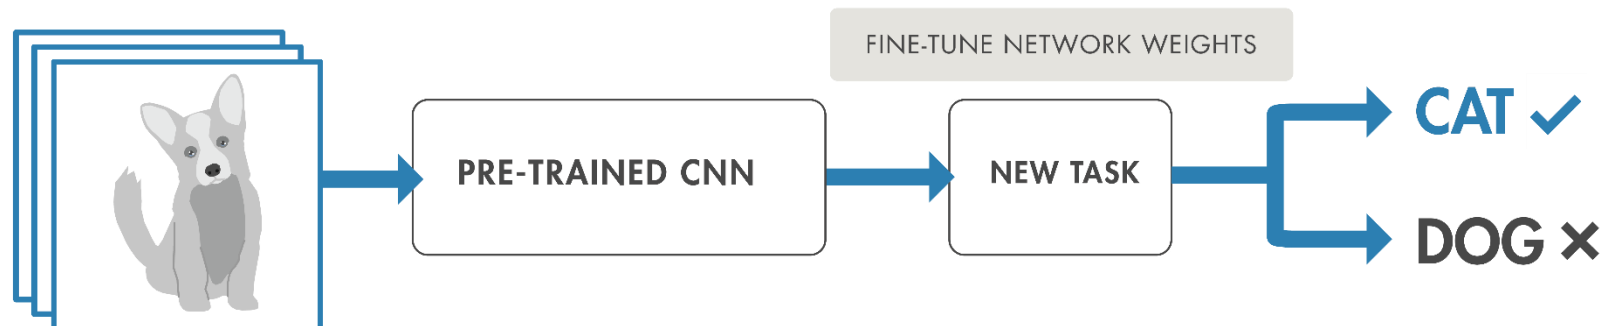 FINE-TUNE NETWORK WEIGHTS
PRE-TRAINED CNN
NEW TASK
CAT ✓
DOG ✕